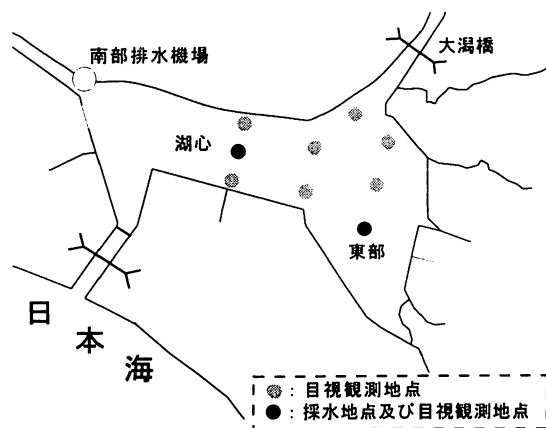 南部排水機場
大潟橋
湖心
東部
日本海
：目視観測地点
：採水地点及び目視観測地点